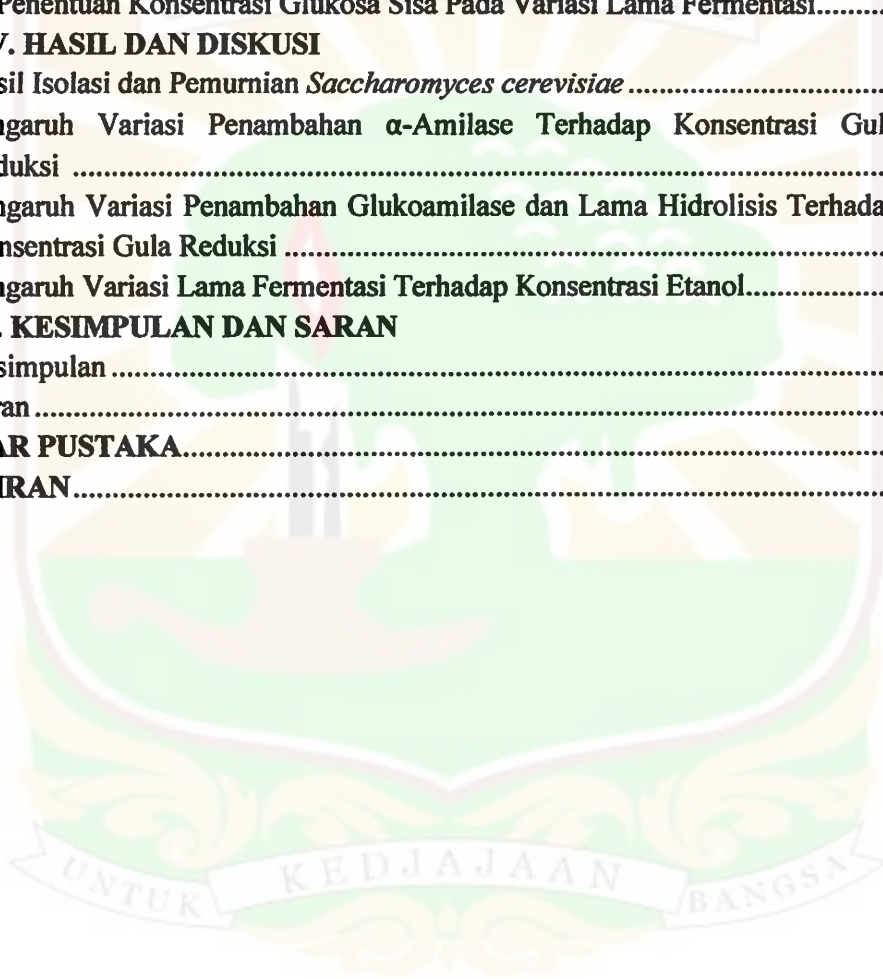 Penentuan Konsentrasi Glukosa Sisa Pada Variasi Lama Fermentasi.........
V. HASIL DAN DISKUSI
sil Isolasi dan Pemurnian Saccharomyces cerevisiae....................................
ngaruh Variasi Penambahan α-Amilase Terhadap Konsentrasi Gul
duksi ..........................................................................................................
ngaruh Variasi Penambahan Glukoamilase dan Lama Hidrolisis Terhada
nsentrasi Gula Reduksi .............................................................................
ngaruh Variasi Lama Fermentasi Terhadap Konsentrasi Etanol...................
. KESIMPULAN DAN SARAN
simpulan .....................................................................................................
ran ...............................................................................................................
AR PUSTAKA...........................................................................................
IRAN..........................................................................................................
UNTUK KEDJAJAAN BANGSA